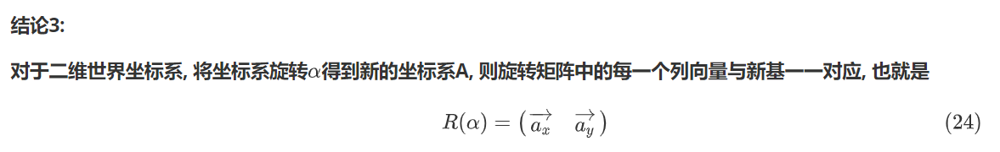 结论3:
对于二维世界坐标系, 将坐标系旋转α得到新的坐标系A, 则旋转矩阵中的每一个列向量与新基一一对应, 也就是
R(α) = (\overrightarrow{a_x} \overrightarrow{a_y}) (24)